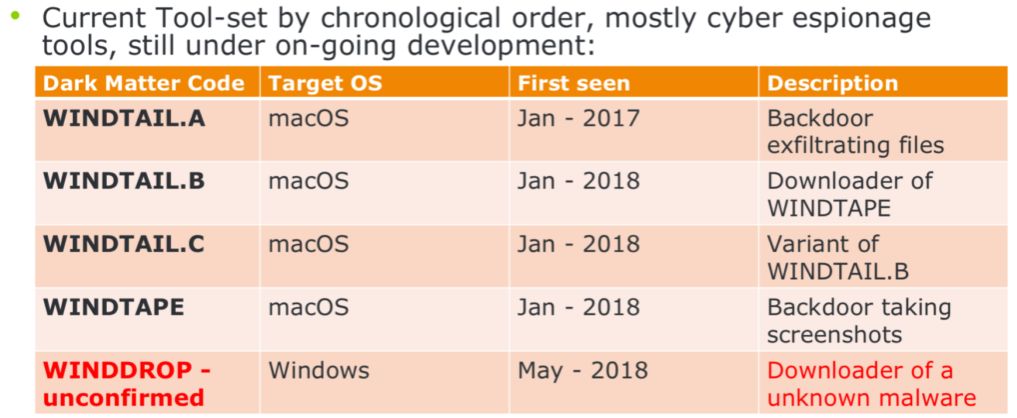 • Current Tool-set by chronological order, mostly cyber espionage
tools, still under on-going development:
Dark Matter Code Target OS First seen Description
WINDTAIL.A macOS Jan - 2017 Backdoor
exfiltrating files
WINDTAIL.B macOS Jan - 2018 Downloader of
WINDTAPE
WINDTAIL.C macOS Jan - 2018 Variant of
WINDTAIL.B
WINDTAPE macOS Jan - 2018 Backdoor taking
screenshots
WINDDROP - Windows May - 2018 Downloader of a
unconfirmed unknown malware